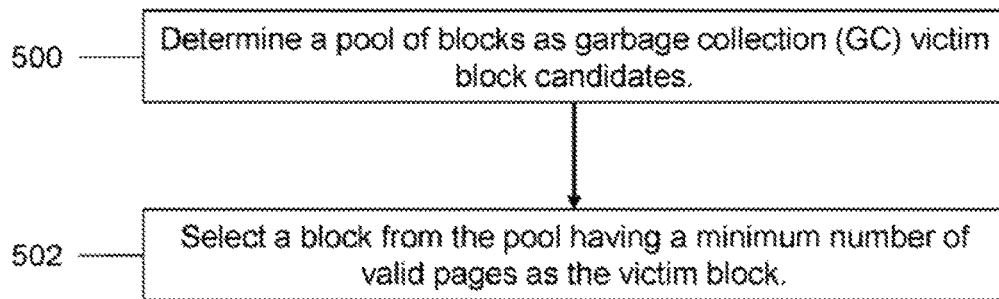 500
Determine a pool of blocks as garbage collection (GC) victim
block candidates.
502
Select a block from the pool having a minimum number of
valid pages as the victim block.